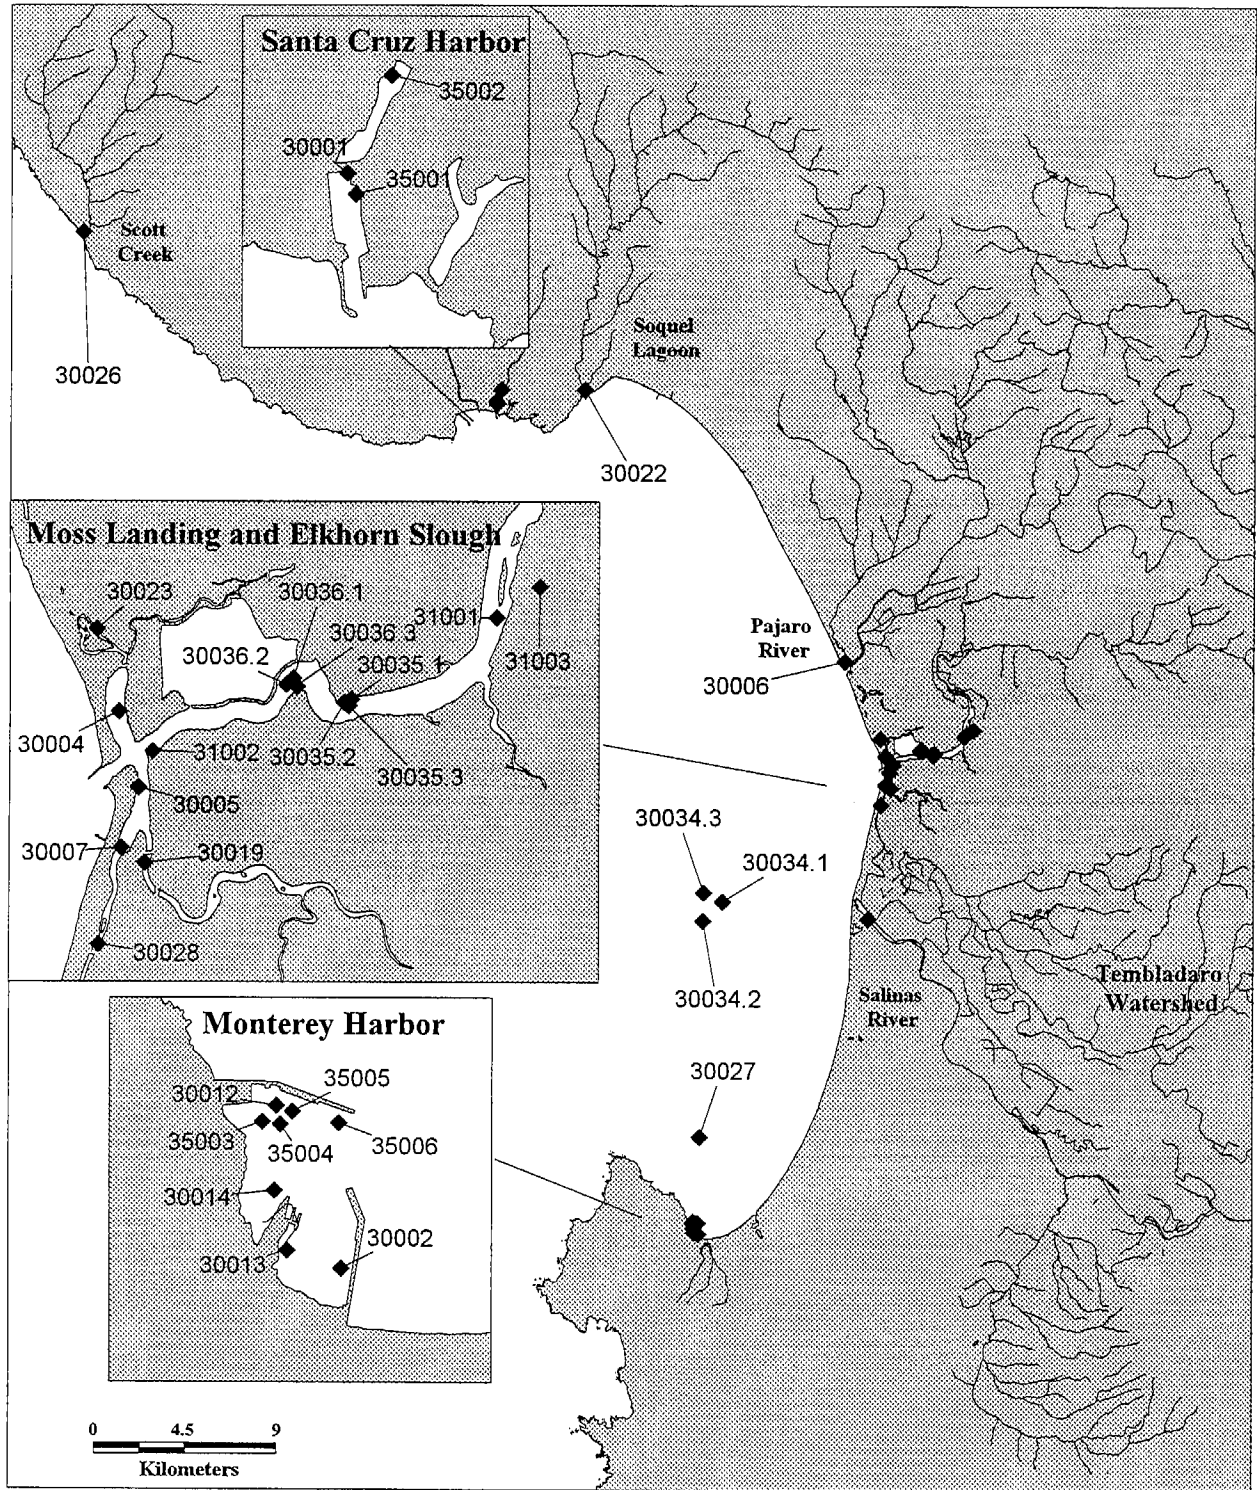 Santa Cruz Harbor
35002
30001
35001
Scott
Creek
30026
Soquel
Lagoon
30022
Moss Landing and Elkhorn Slough
30023
30036.1
31001
30036.3
30036.2
30035.1
31003
30004
31002
30035.2
30035.3
30005
30007
30019
30028
Pajaro
River
30006
30034.3
30034.1
30034.2
Salinas
River
Tembladaro
Watershed
30027
Monterey Harbor
35005
30012
35003
35004
35006
30014
30002
30013
0 4.5 9
Kilometers